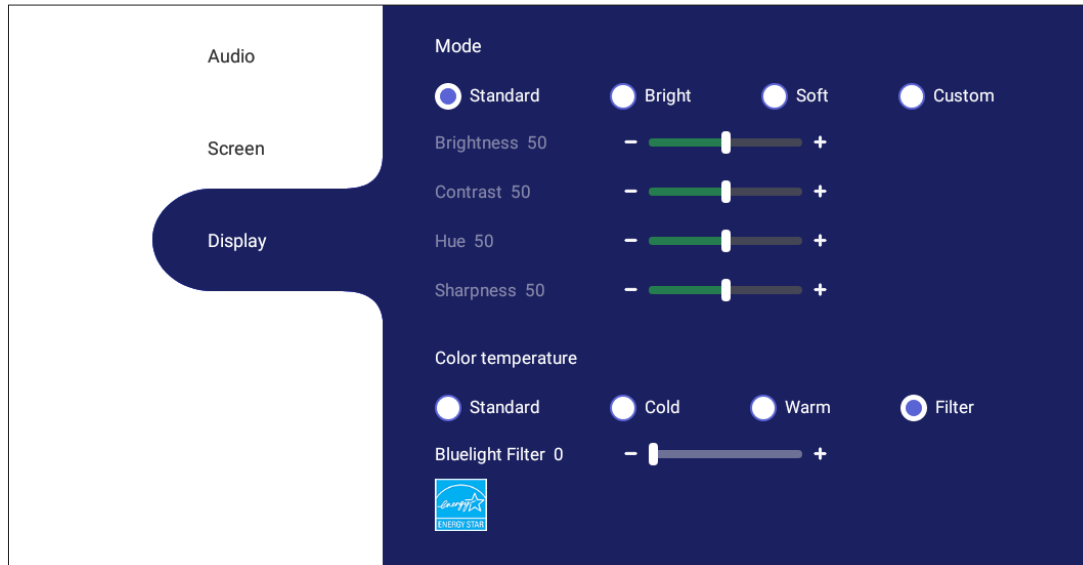 Audio
Screen
Display
Mode
Standard Bright Soft Custom
Brightness 50 - +
Contrast 50 - +
Hue 50 - +
Sharpness 50 - +
Color temperature
Standard Cold Warm Filter
Bluelight Filter 0 - +
energy
ENERGY STAR